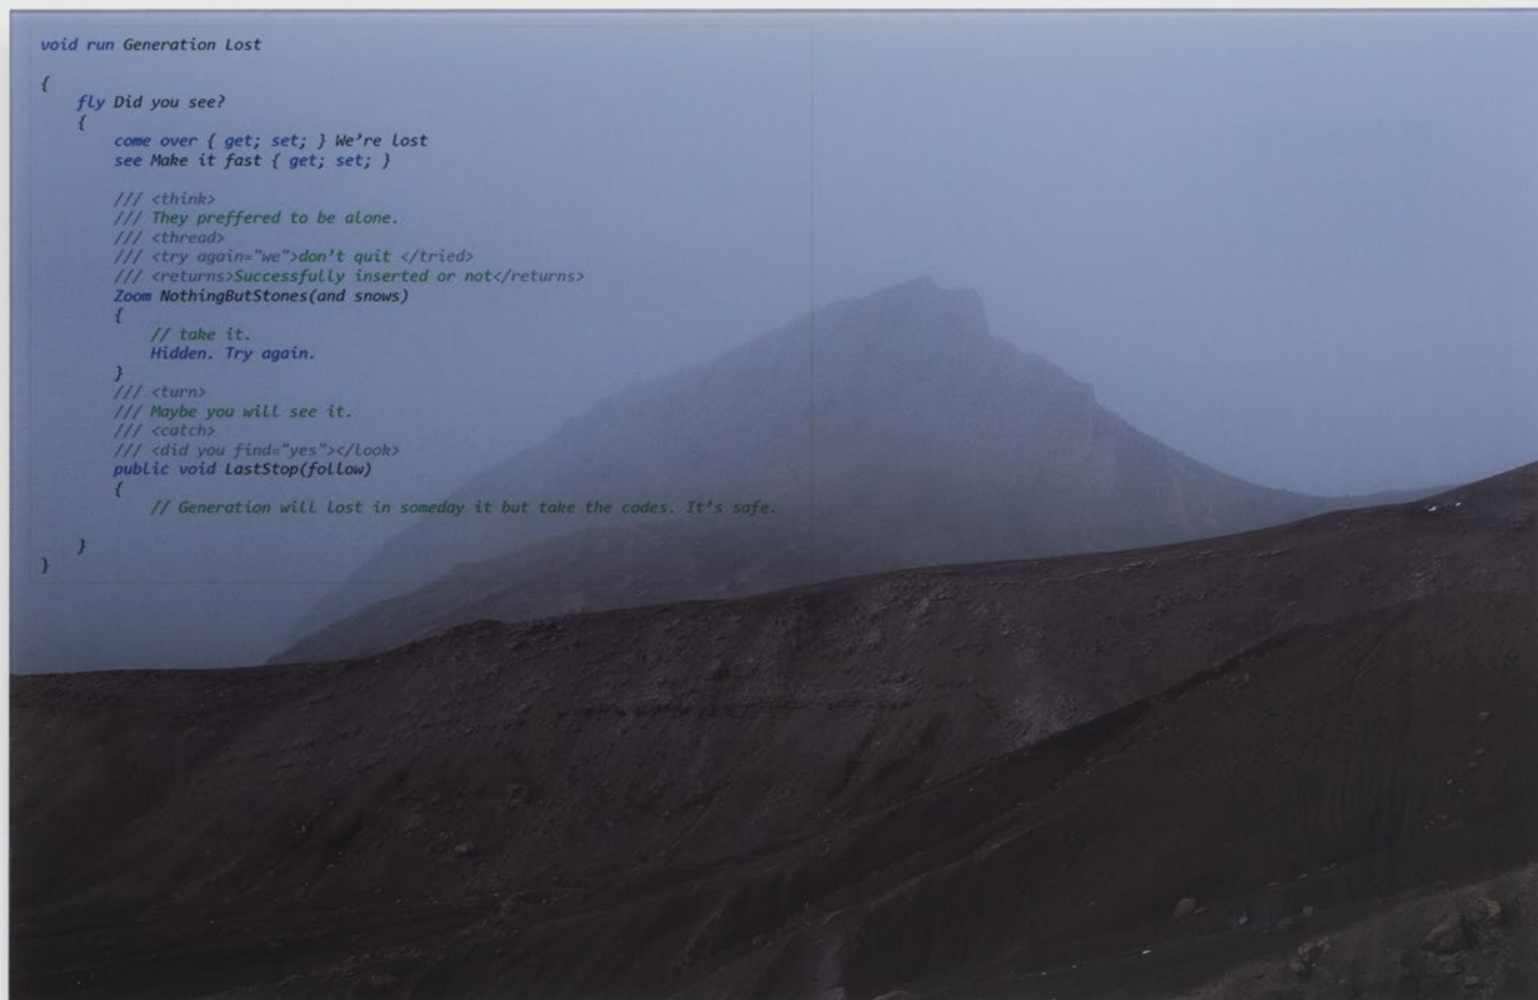 void run Generation Lost
{
fly Did you see?
{
come over { get; set; } We're lost
see Make it fast { get; set; }
/// <think>
/// They preffered to be alone.
/// <thread>
/// <try again="we">don't quit </tried>
/// <returns>Successfully inserted or not</returns>
Zoom NothingButStones(and snows)
{
// take it.
Hidden. Try again.
}
/// <turn>
/// Maybe you will see it.
/// <catch>
/// <did you find="yes"></look>
public void LastStop(follow)
{
// Generation will lost in someday it but take the codes. It's safe.
}
}